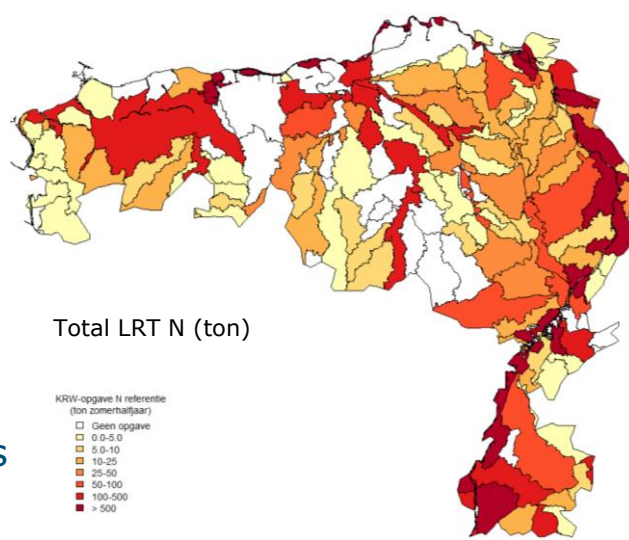 Total LRT N (ton)
KRW-opgave N referentie
(ton zomerhalfjaar)
Geen opgave
0.0-5.0
5.0-10
10-25
25-50
50-100
100-500
> 500
s